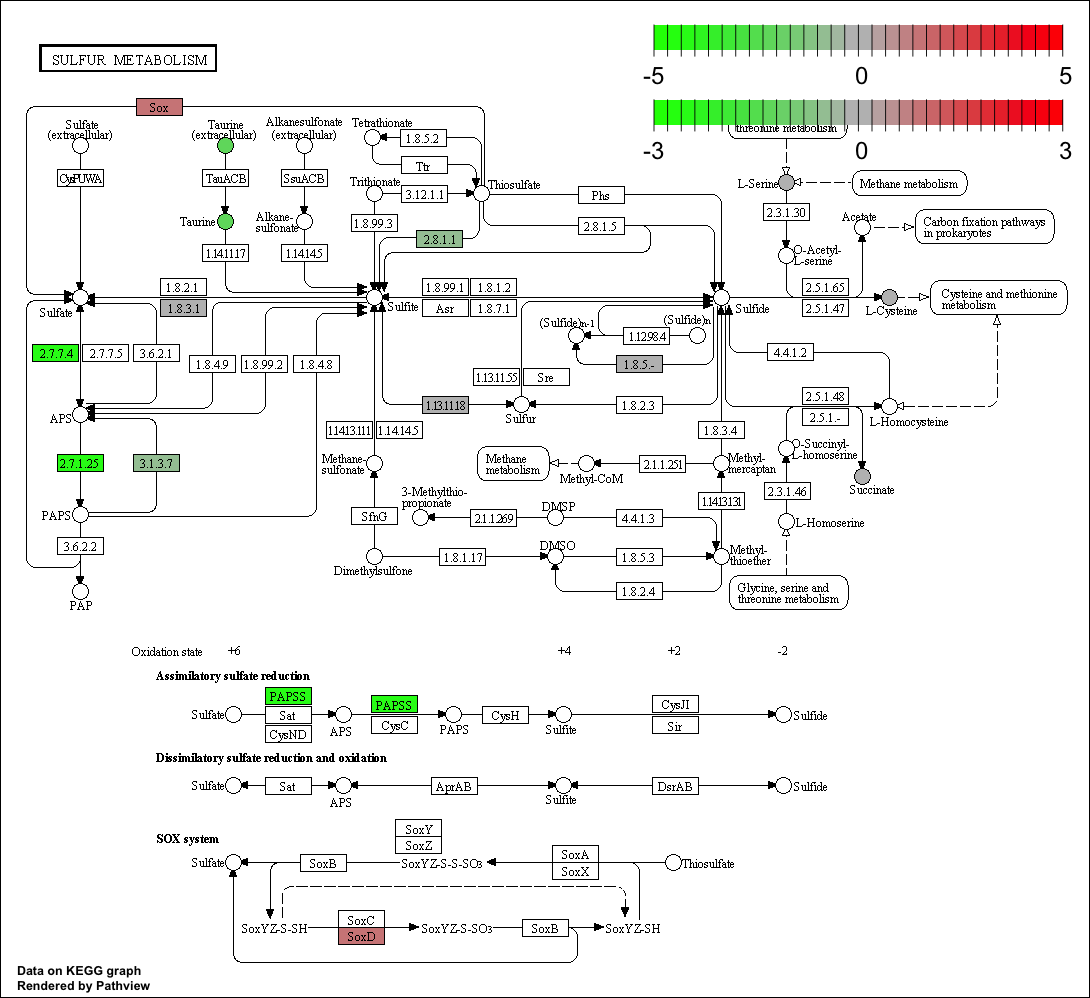 SULFUR METABOLISM
-5 0 5
-3 0 3
threonine metabolism
Sox
Sulfate
(extracellular)
Taurine
(extracellular)
Alkanesulfonate
(extracellular)
Tetrathionate
1.8.5.2
Ttr
CysPUWA
TauACB
SsuACB
Trithionate
3.12.1.1
Thiosulfate
Phs
L-Serine
Methane metabolism
2.3.1.30
Acetate
Carbon fixation pathways
in prokaryotes
Taurine
Alkane-
sulfonate
1.8.99.3
2.8.1.1
2.8.1.5
1.14.11.17
1.14.14.5
O-Acetyl-
L-serine
1.8.2.1
1.8.3.1
1.8.99.1
1.8.1.2
Asr
1.8.7.1
2.5.1.65
2.5.1.47
Sulfate
Sulfite
Sulfide
L-Cysteine
Cysteine and methionine
metabolism
(Sulfide)n-1
(Sulfide)n
1.12.98.4
2.7.7.4
2.7.7.5
3.6.2.1
1.8.4.9
1.8.99.2
1.8.4.8
1.8.5.-
4.4.1.2
1.13.11.55
Sre
1.13.11.18
Sulfur
1.8.2.3
2.5.1.48
2.5.1.-
L-Homocysteine
APS
1.14.13.111
1.14.14.5
1.8.3.4
O-Succinyl-
L-homoserine
2.7.1.25
3.1.3.7
Methane-
sulfonate
Methane
metabolism
Methyl-CoM
2.1.1.251
Methyl-
mercaptan
Succinate
2.3.1.46
3-Methylthio-
propionate
1.14.13.131
PAPS
SfnG
2.1.1.269
DMSP
4.4.1.3
L-Homoserine
3.6.2.2
Dimethylsulfone
1.8.1.17
DMSO
1.8.5.3
Methyl-
thioether
1.8.2.4
Glycine, serine and
threonine metabolism
PAP
Oxidation state +6 +4 +2 -2
Assimilatory sulfate reduction
PAPSS
PAPSS
CysJI
Sulfate
Sat
APS
CysC
PAPS
CysH
Sulfite
Sir
Sulfide
CysND
Dissimilatory sulfate reduction and oxidation
Sulfate
Sat
APS
AprAB
Sulfite
DsrAB
Sulfide
SOX system
SoxY
SoxZ
Sulfate
SoxB
SoxYZ-S-S-SO3
SoxA
SoxX
Thiosulfate
SoxYZ-S-SH
SoxC
SoxD
SoxYZ-S-SO3
SoxB
SoxYZ-SH
Data on KEGG graph
Rendered by Pathview